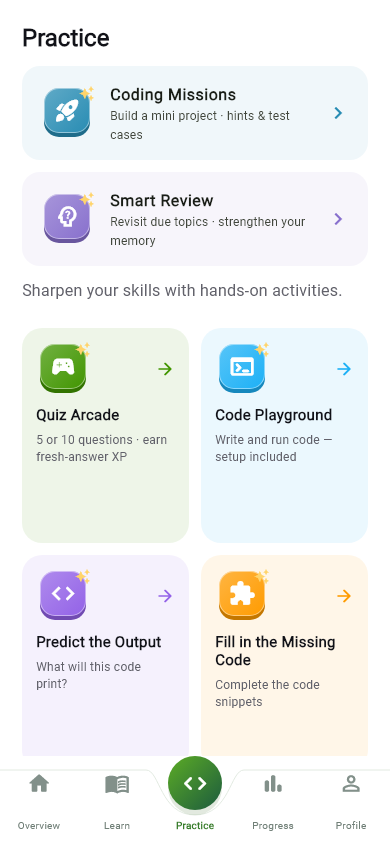 Practice
Coding Missions
Build a mini project · hints & test
cases
Smart Review
Revisit due topics · strengthen your
memory
Sharpen your skills with hands-on activities.
Quiz Arcade
5 or 10 questions · earn
fresh-answer XP
Code Playground
Write and run code —
setup included
Predict the Output
What will this code
print?
Fill in the Missing
Code
Complete the code
snippets
Overview
Learn
Practice
Progress
Profile